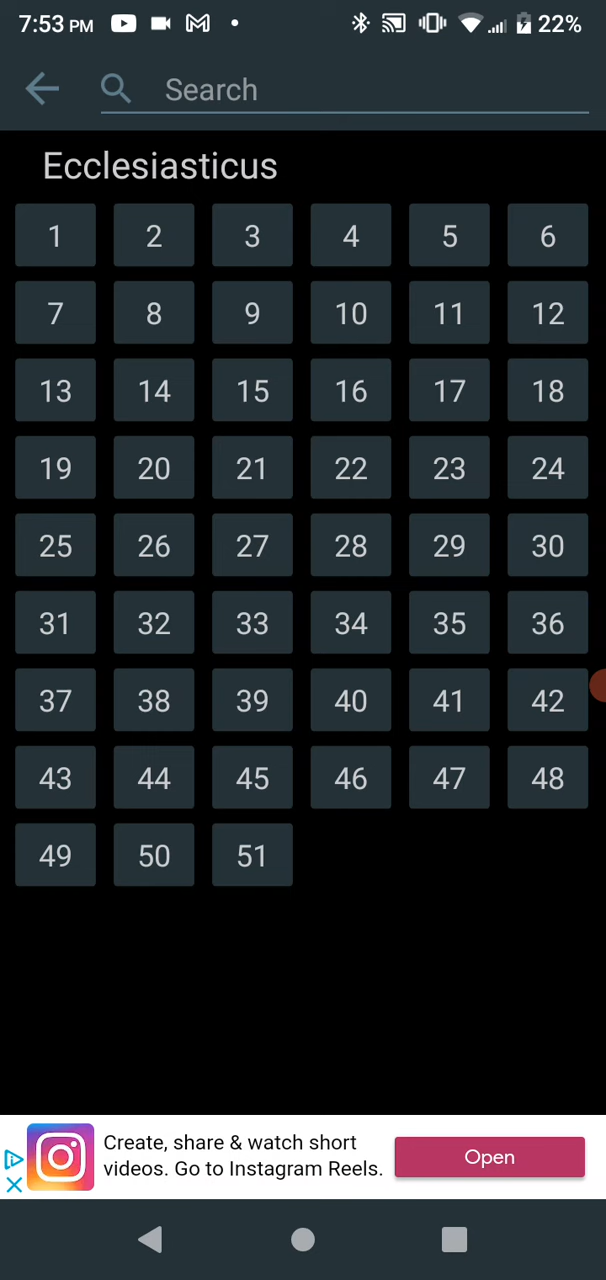 7:53 PM 22%
Search
Ecclesiasticus
1 2 3 4 5 6
7 8 9 10 11 12
13 14 15 16 17 18
19 20 21 22 23 24
25 26 27 28 29 30
31 32 33 34 35 36
37 38 39 40 41 42
43 44 45 46 47 48
49 50 51
Create, share & watch short
videos. Go to Instagram Reels.
Open